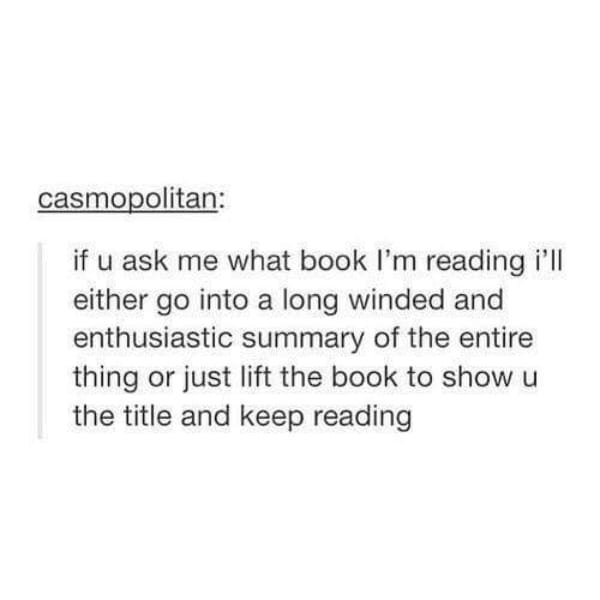 casmopolitan:
if u ask me what book I'm reading i'll
either go into a long winded and
enthusiastic summary of the entire
thing or just lift the book to show u
the title and keep reading